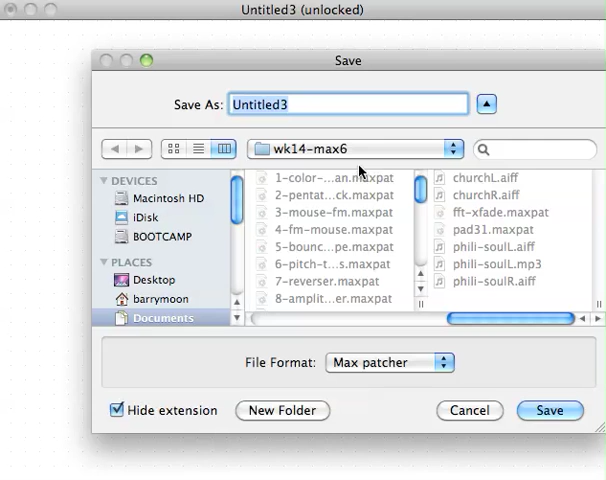 Untitled3 (unlocked)
Save
Save As: Untitled3
wk14-max6
DEVICES
Macintosh HD
iDisk
BOOTCAMP
PLACES
Desktop
barrymoon
Documents
1-color-...an.maxpat
2-pentat...ck.maxpat
3-mouse-fm.maxpat
4-fm-mouse.maxpat
5-bounc...pe.maxpat
6-pitch-t...s.maxpat
7-reverser.maxpat
8-amplit...er.maxpat
churchL.aiff
churchR.aiff
fft-xfade.maxpat
pad31.maxpat
phili-soulL.aiff
phili-soulL.mp3
phili-soulR.aiff
File Format: Max patcher
Hide extension
New Folder
Cancel
Save